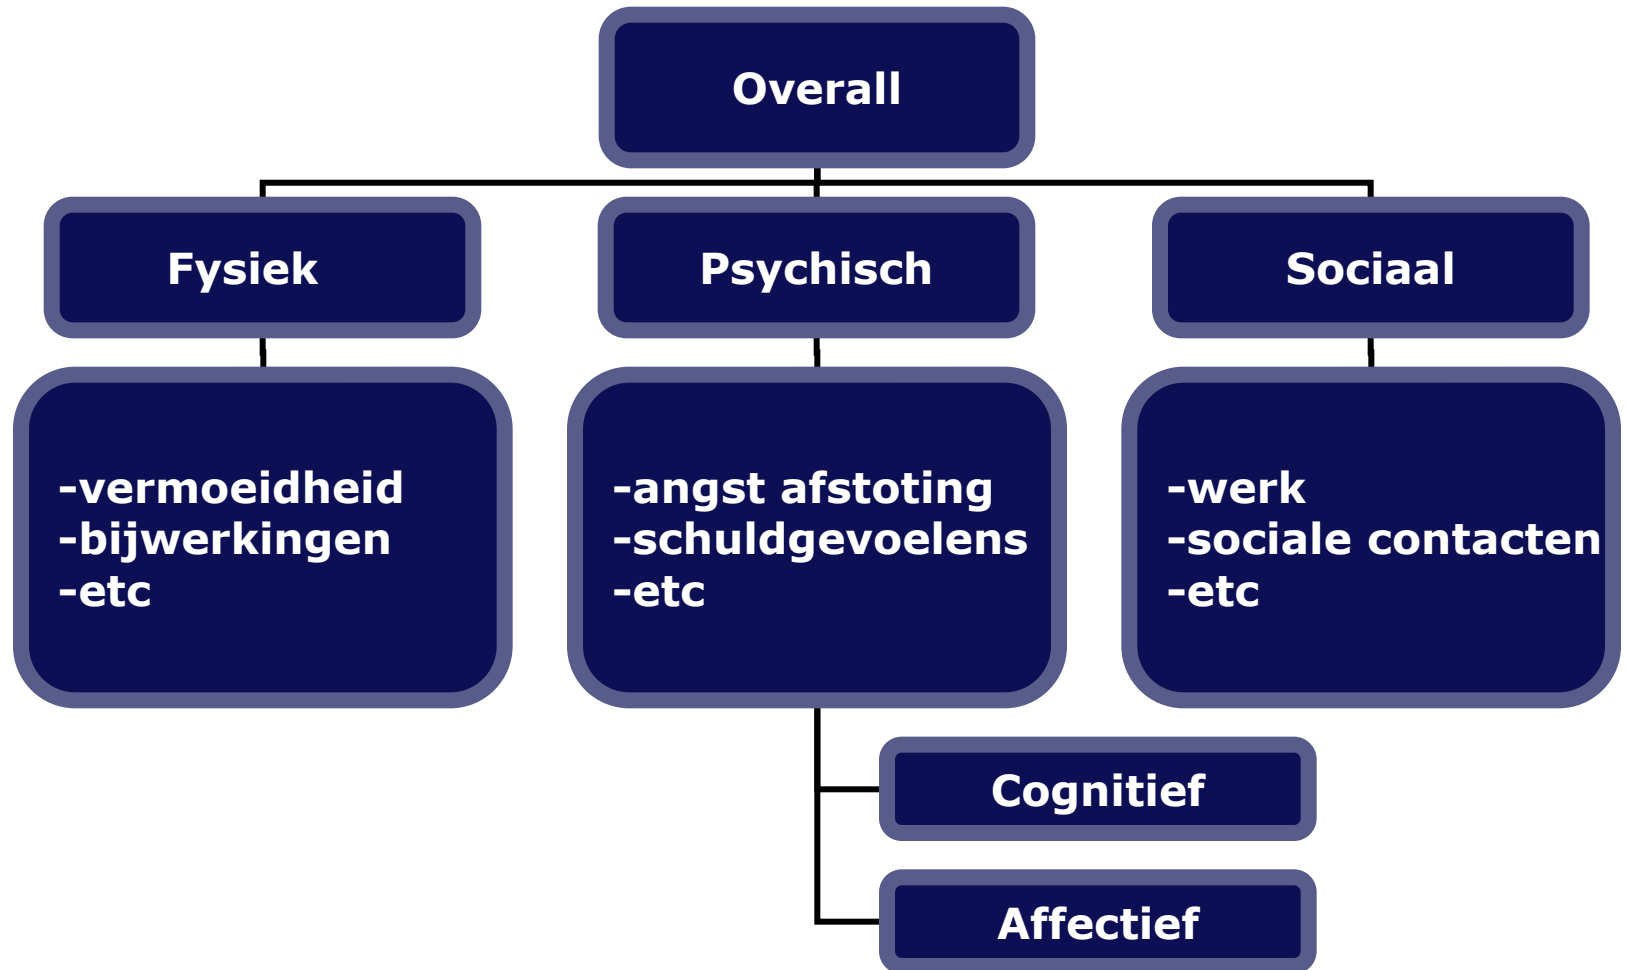 Overall
Fysiek
Psychisch
Sociaal
-vermoeidheid
-bijwerkingen
-etc
-angst afstoting
-schuldgevoelens
-etc
-werk
-sociale contacten
-etc
Cognitief
Affectief